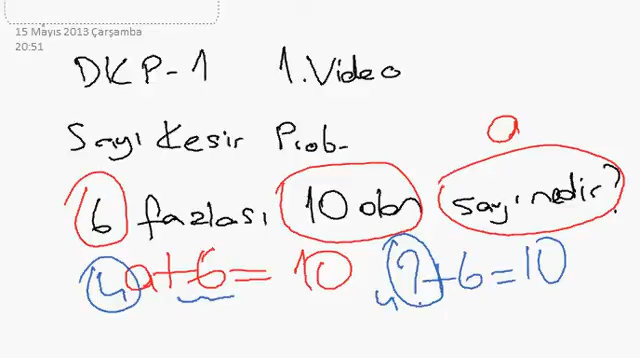 15 Mayıs 2013 Çarşamba
20:51
DKP-1 1.Video
Sayı Kesir Prob-
a
6 fazlası 10 olan sayı nedir?
4 a+6= 10 4 ?+6=10